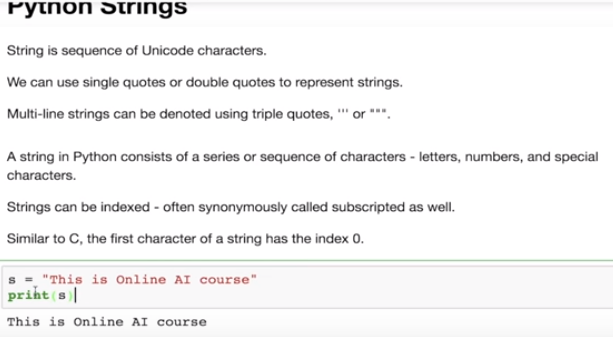 Python Strings
String is sequence of Unicode characters.
We can use single quotes or double quotes to represent strings.
Multi-line strings can be denoted using triple quotes, ''' or """.
A string in Python consists of a series or sequence of characters - letters, numbers, and special
characters.
Strings can be indexed - often synonymously called subscripted as well.
Similar to C, the first character of a string has the index 0.
s = "This is Online AI course"
print(s)
This is Online AI course